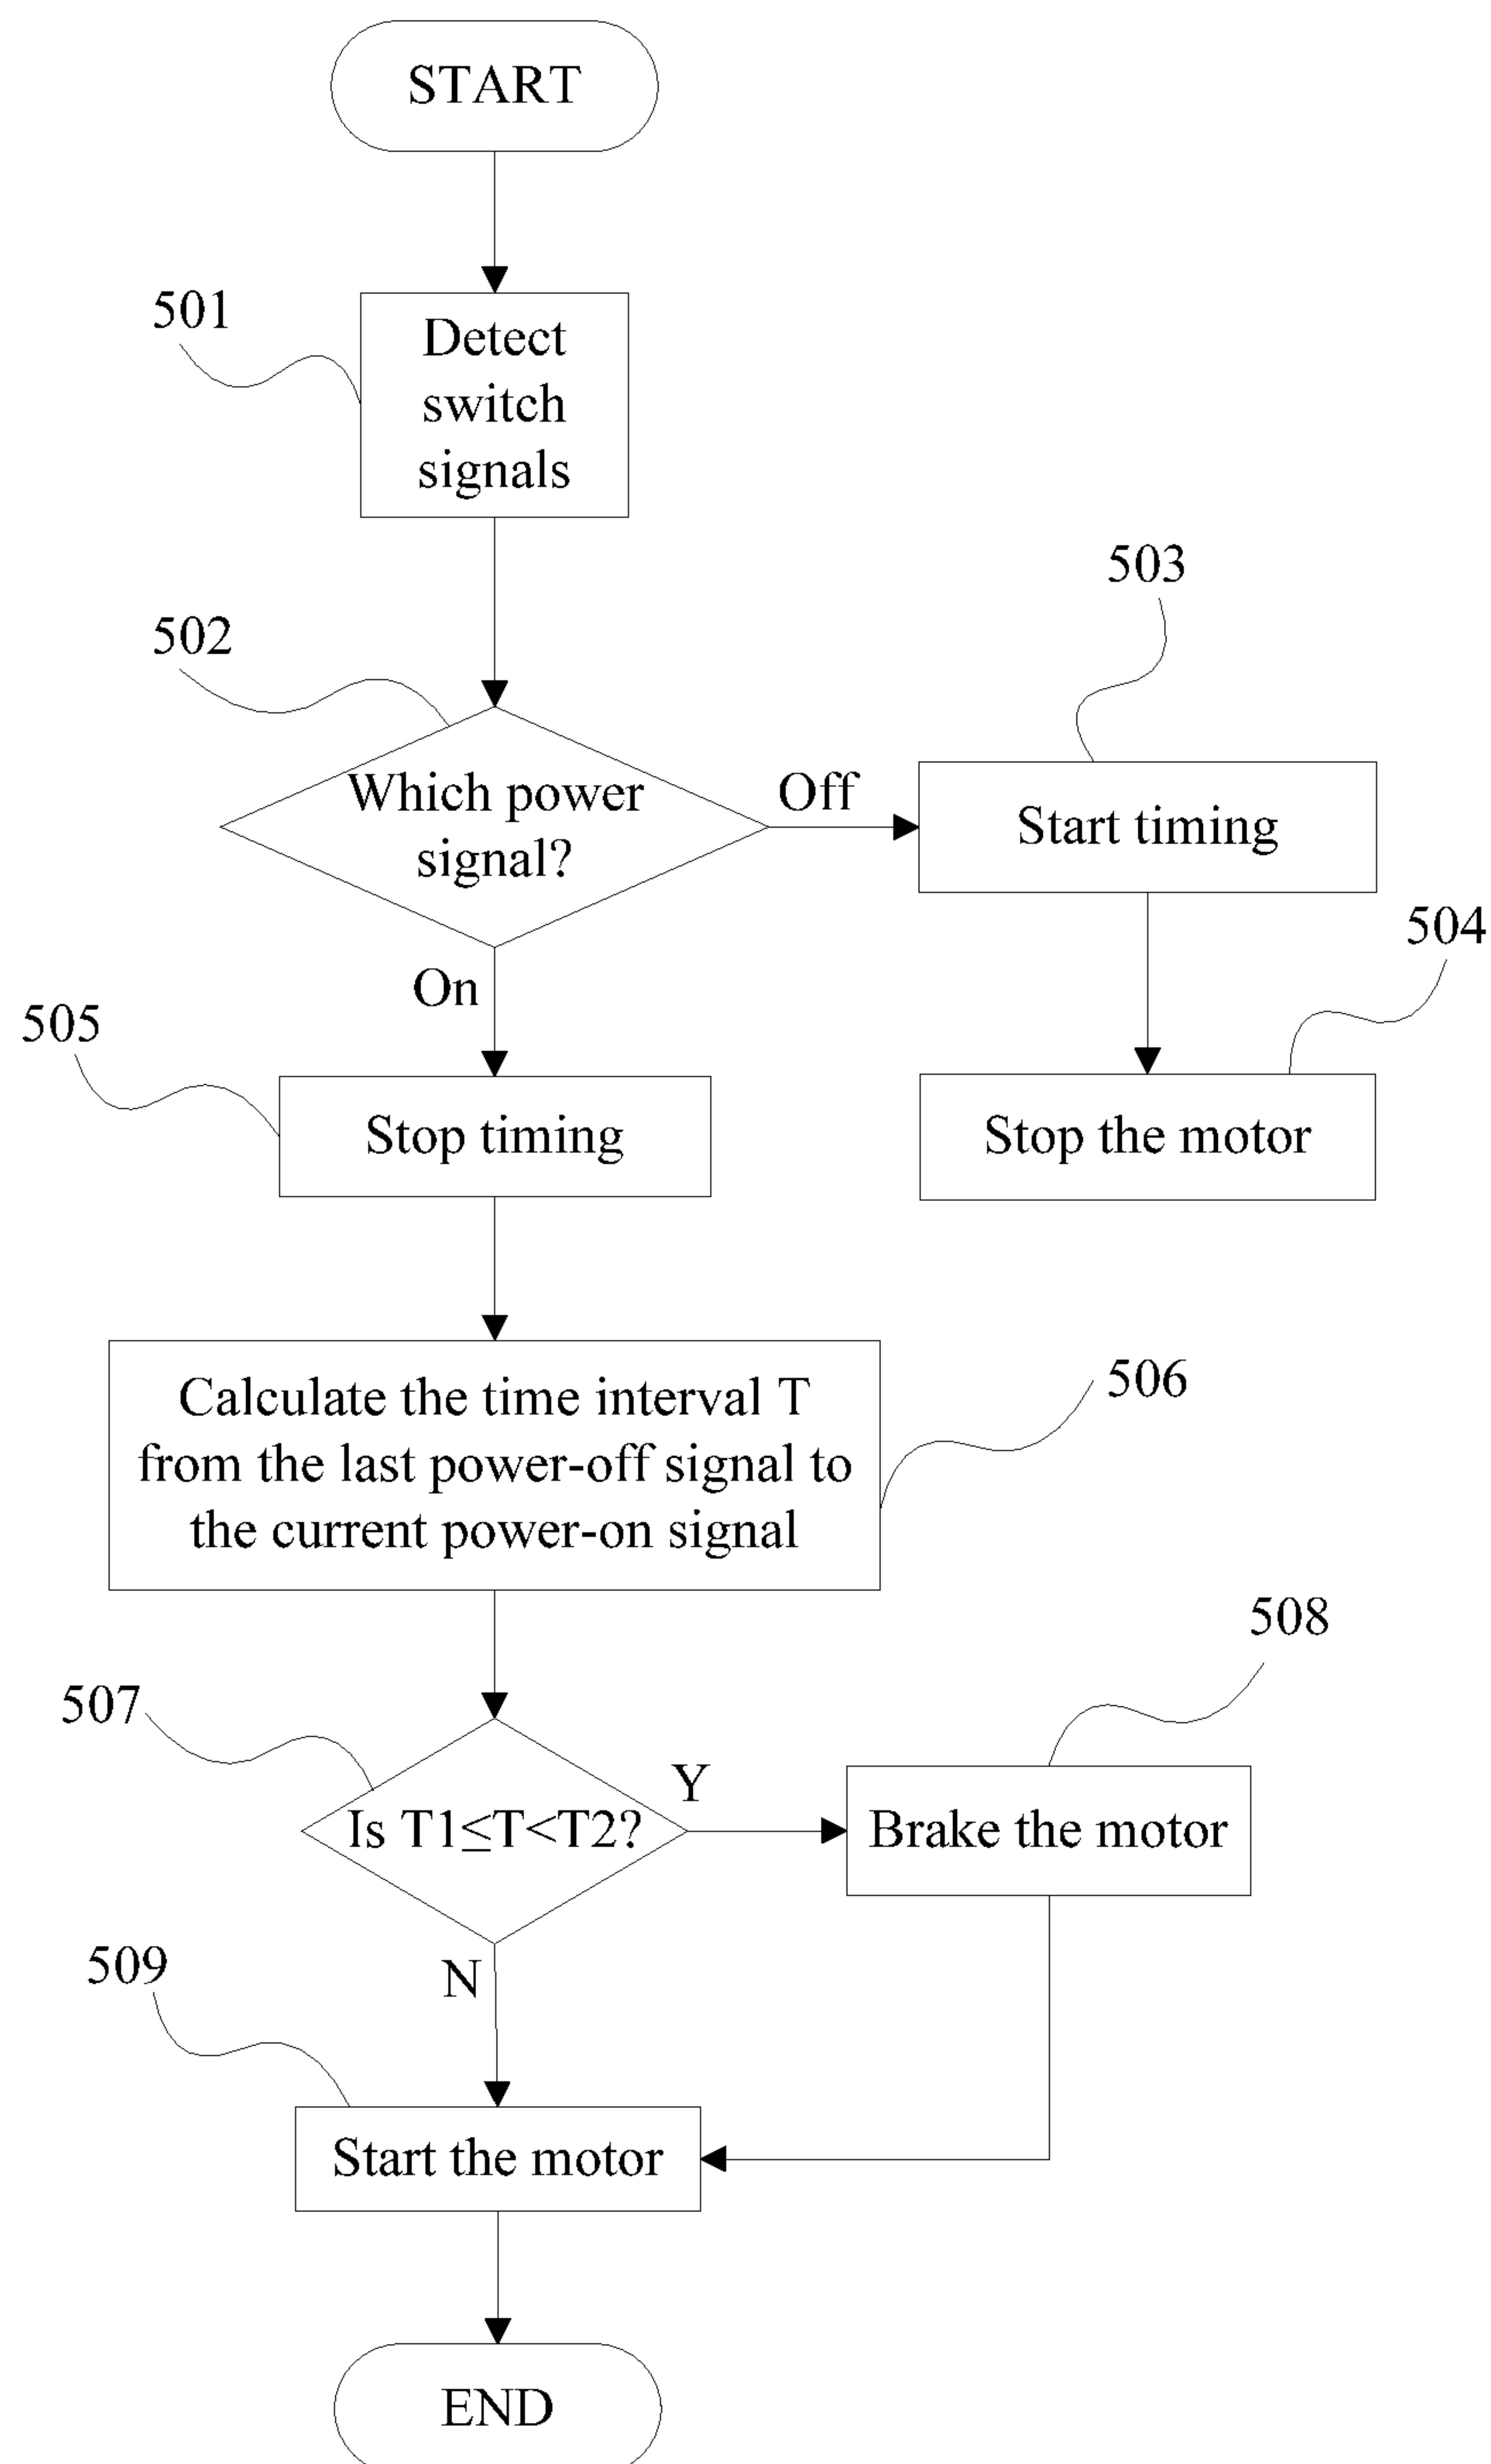 START
501
Detect
switch
signals
503
502
Which power
signal?
Off
Start timing
504
On
505
Stop timing
Stop the motor
506
Calculate the time interval T
from the last power-off signal to
the current power-on signal
508
507
Y
Is T1≤T<T2?
Brake the motor
509
N
Start the motor
END